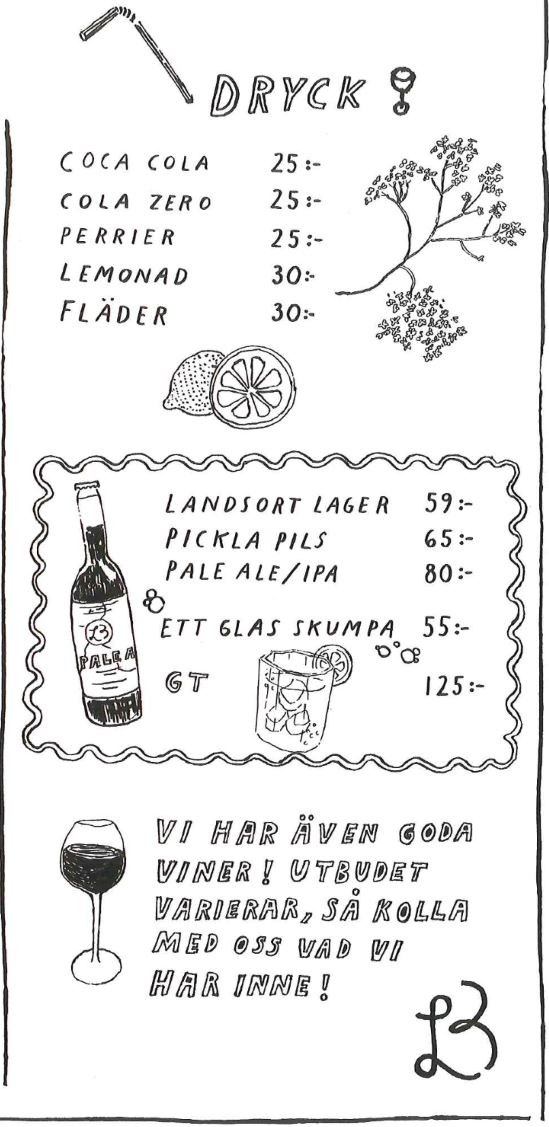 DRYCK!
COCA COLA 25:-
COLA ZERO 25:-
PERRIER 25:-
LEMONAD 30:-
FLÄDER 30:-
LANDSORT LAGER 59:-
PICKLA PILS 65:-
PALE ALE/IPA 80:-
ETT GLAS SKUMPA 55:-
GT 125:-
LB
PALE A
VI HAR ÄVEN GODA
VINER! UTBUDET
VARIERAR, SÅ KOLLA
MED OSS VAD VI
HAR INNE!
LB